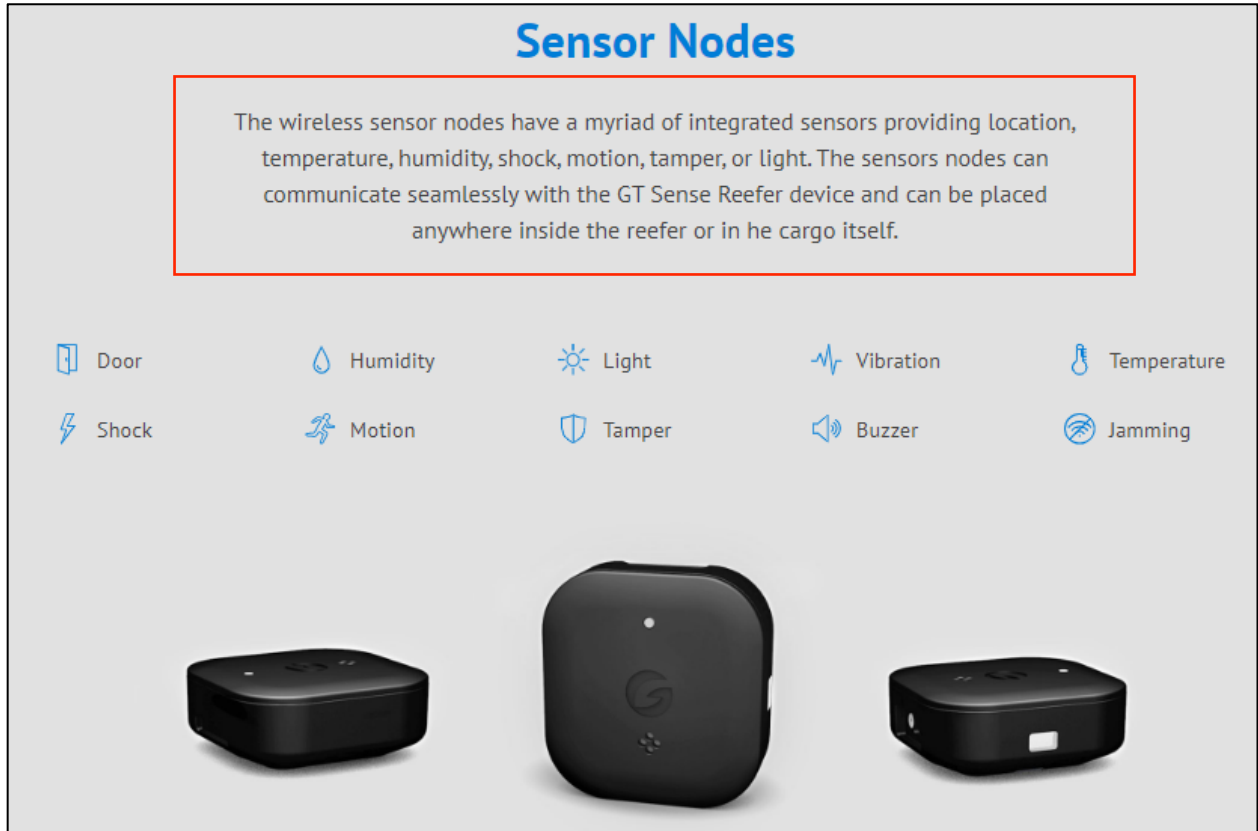 Sensor Nodes
The wireless sensor nodes have a myriad of integrated sensors providing location,
temperature, humidity, shock, motion, tamper, or light. The sensors nodes can
communicate seamlessly with the GT Sense Reefer device and can be placed
anywhere inside the reefer or in he cargo itself.
Door
Humidity
Light
Vibration
Temperature
Shock
Motion
Tamper
Buzzer
Jamming